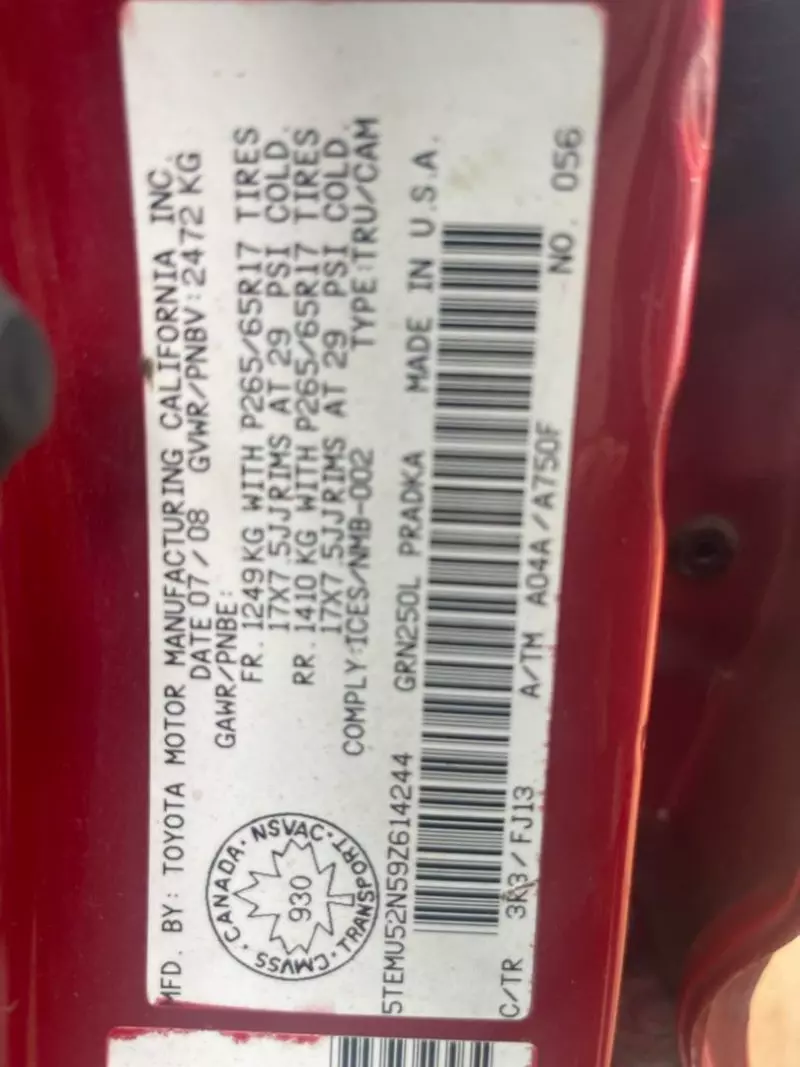 MFD. BY: TOYOTA MOTOR MANUFACTURING CALIFORNIA INC.
DATE 07/08 GVWR/PNBV:2472KG
GAWR/PNBE:
FR. 1249KG WITH P265/65R17 TIRES
17X7.5JJRIMS AT 29 PSI COLD.
RR. 1410 KG WITH P265/65R17 TIRES
17X7.5JJRIMS AT 29 PSI COLD.
COMPLY:ICES/NMB-002 TYPE:TRU/CAM
CANADA · NSVAC · TRANSPORT · CMVSS ·
930
5TEMU52N59Z614244 GRN250L PRADKA MADE IN U.S.A.
C/TR 3R3/FJ13 A/TM A04A/A750F NO. 056